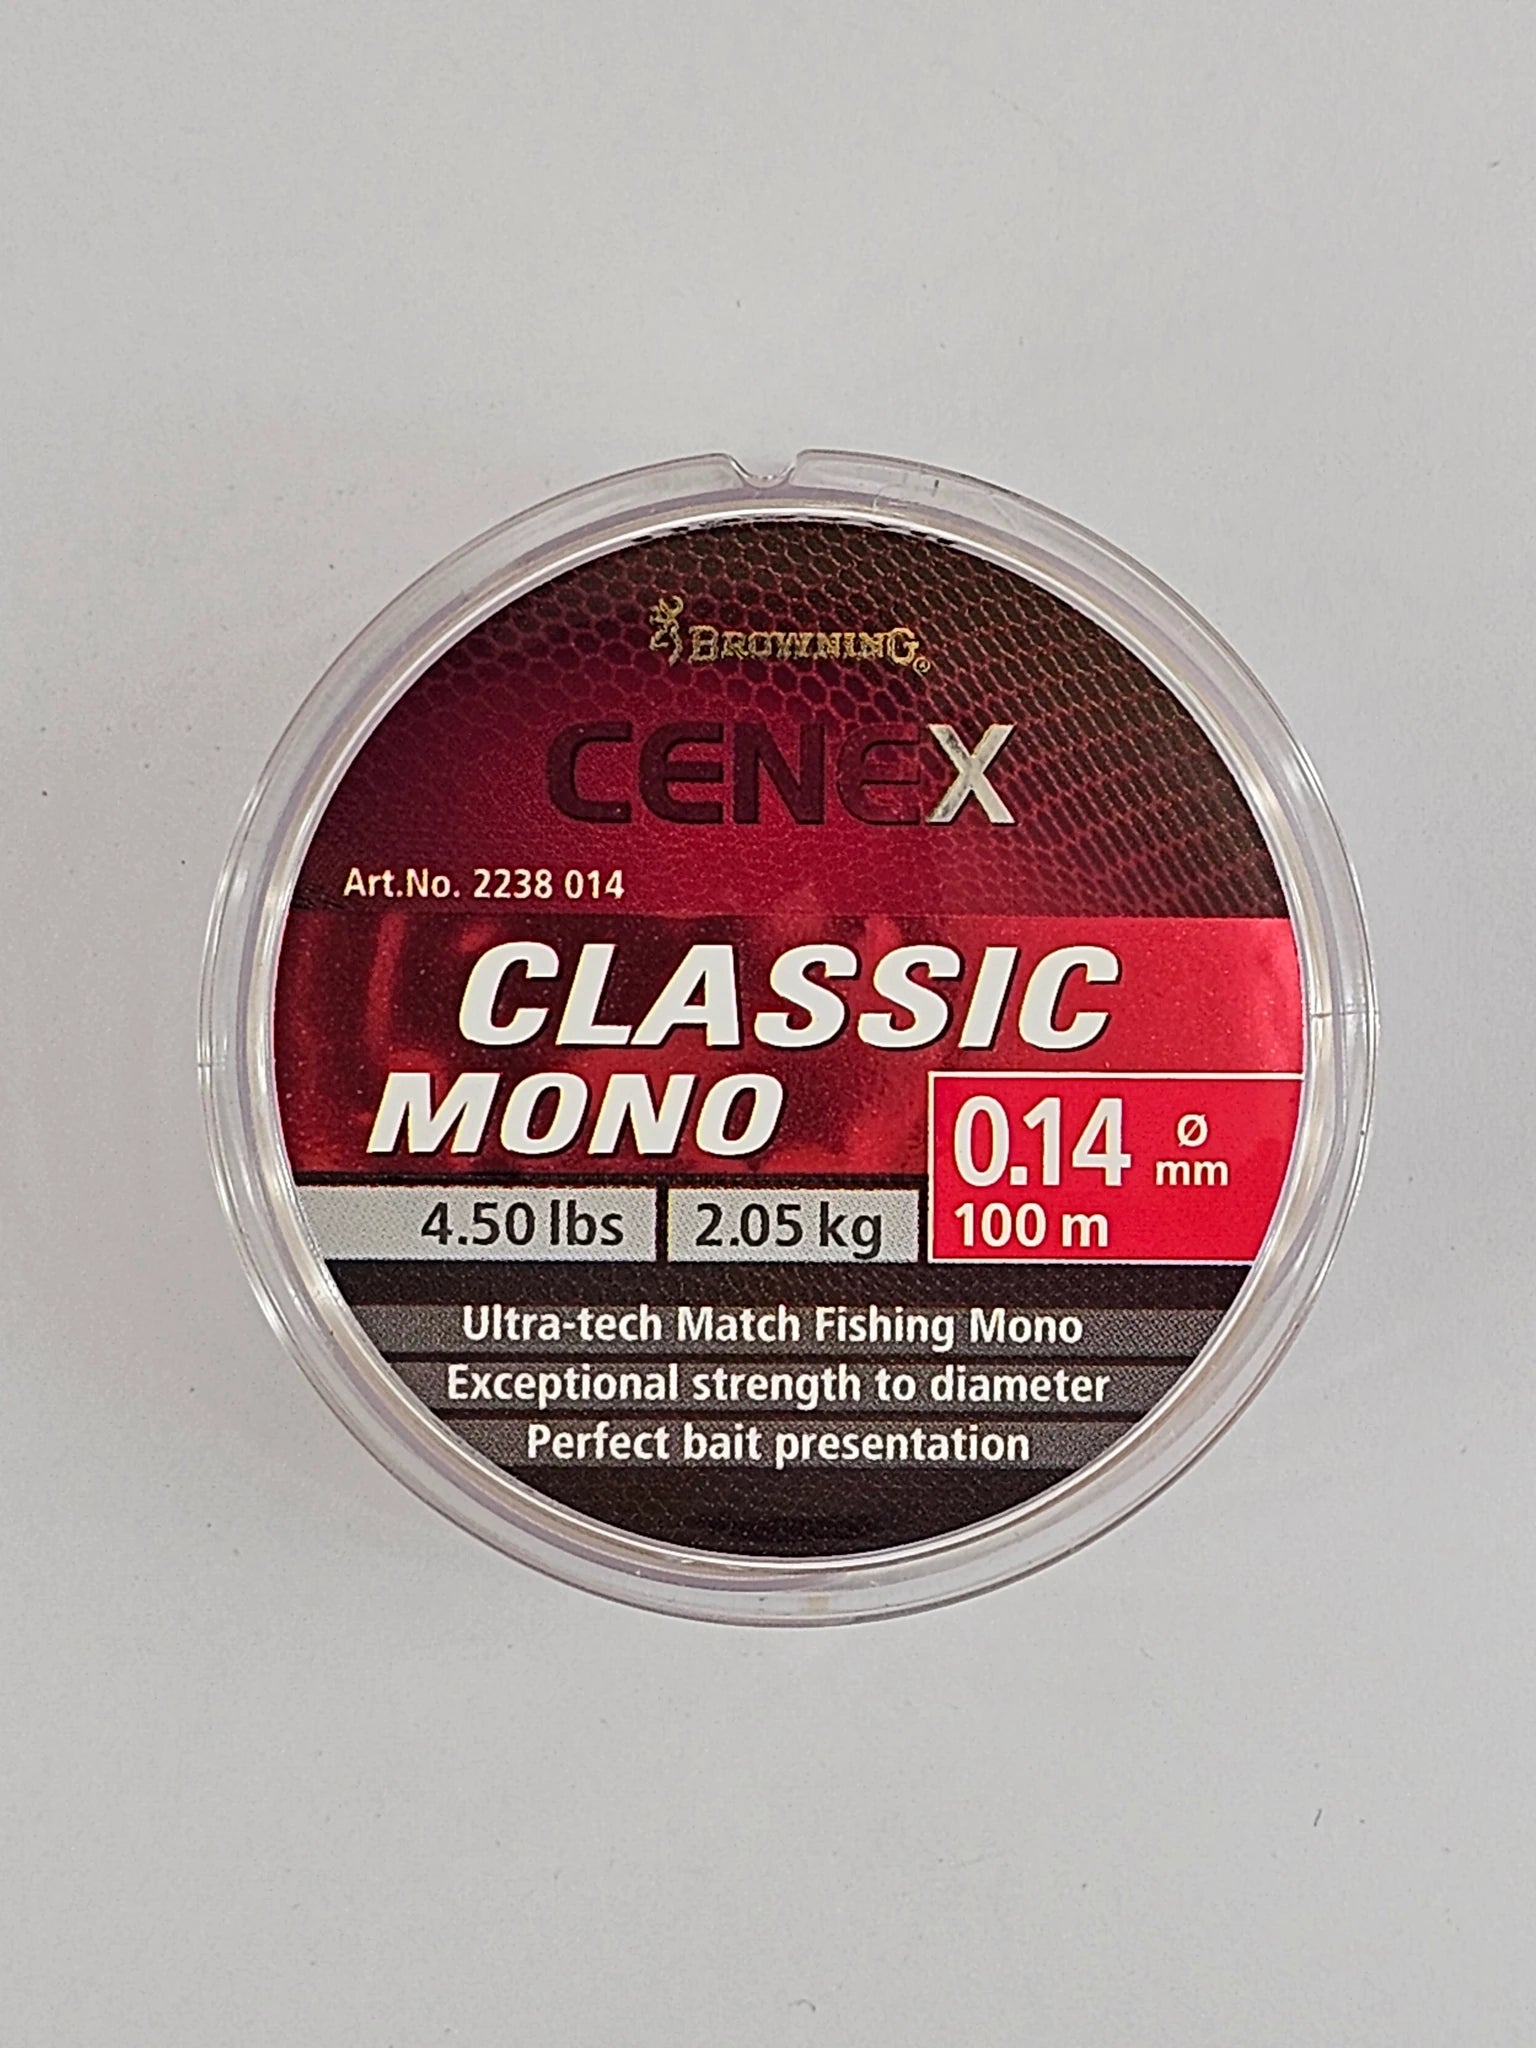 BROWNING®
CENEX
Art.No. 2238 014
CLASSIC
MONO
0.14 ø mm
4.50 lbs 2.05 kg 100 m
Ultra-tech Match Fishing Mono
Exceptional strength to diameter
Perfect bait presentation